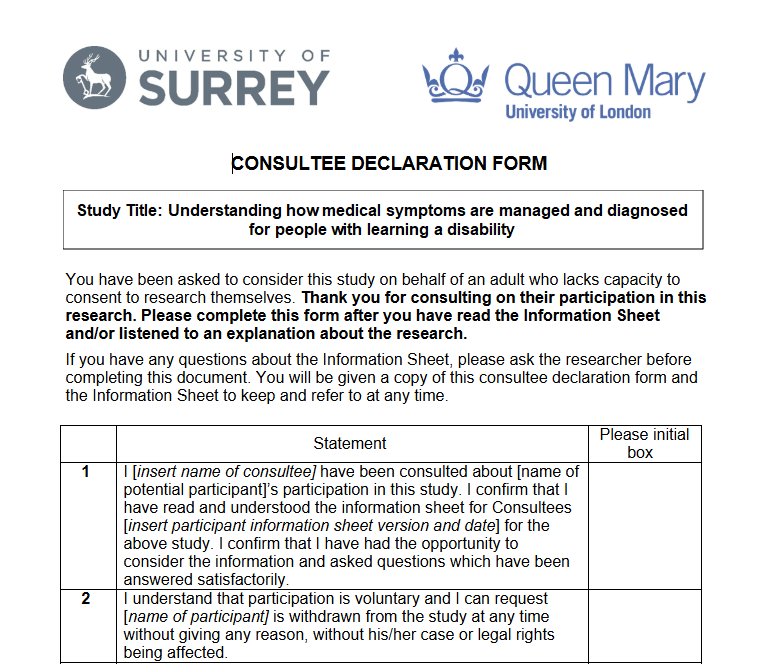 UNIVERSITY OF
SURREY
Queen Mary
University of London
CONSULTEE DECLARATION FORM
Study Title: Understanding how medical symptoms are managed and diagnosed
for people with learning a disability
You have been asked to consider this study on behalf of an adult who lacks capacity to
consent to research themselves. Thank you for consulting on their participation in this
research. Please complete this form after you have read the Information Sheet
and/or listened to an explanation about the research.
If you have any questions about the Information Sheet, please ask the researcher before
completing this document. You will be given a copy of this consultee declaration form and
the Information Sheet to keep and refer to at any time.
Statement
Please initial
box
1
I [insert name of consultee] have been consulted about [name of
potential participant]'s participation in this study. I confirm that I
have read and understood the information sheet for Consultees
[insert participant information sheet version and date] for the
above study. I confirm that I have had the opportunity to
consider the information and asked questions which have been
answered satisfactorily.
2
I understand that participation is voluntary and I can request
[name of participant] is withdrawn from the study at any time
without giving any reason, without his/her case or legal rights
being affected.